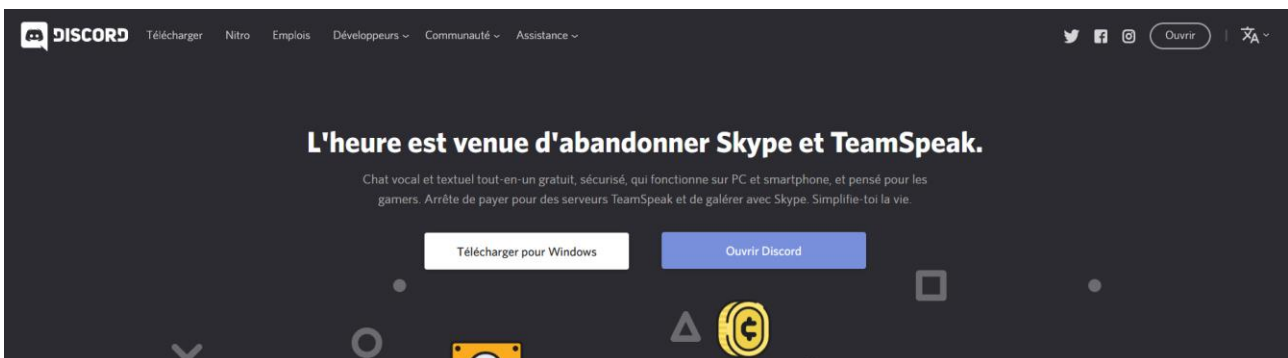 DISCORD Télécharger Nitro Emplois Développeurs Communauté Assistance Ouvrir
L'heure est venue d'abandonner Skype et TeamSpeak.
Chat vocal et textuel tout-en-un gratuit, sécurisé, qui fonctionne sur PC et smartphone, et pensé pour les
gamers. Arrête de payer pour des serveurs TeamSpeak et de galérer avec Skype. Simplifie-toi la vie.
Télécharger pour Windows Ouvrir Discord